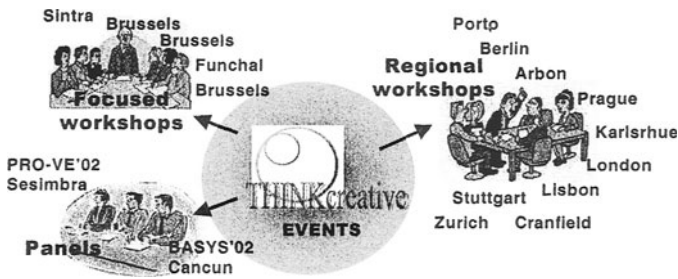 Sintra
Brussels
Brussels
Funchal
Brussels
Focused
workshops
Porto
Berlin
Regional
workshops
Arbon
Prague
Karlsrhue
London
Lisbon
Stuttgart
Zurich
Cranfield
THINKcreative
EVENTS
PRO-VE'02
Sesimbra
Panels
BASYS'02
Cancun